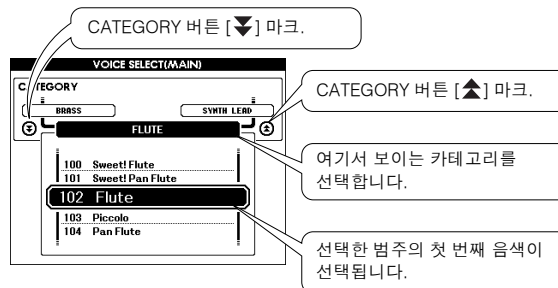 CATEGORY 버튼 [⏬] 마크.
VOICE SELECT(MAIN)
CATEGORY
BRASS
SYNTH LEAD
FLUTE
100 Sweet! Flute
101 Sweet! Pan Flute
102 Flute
103 Piccolo
104 Pan Flute
CATEGORY 버튼 [⏫] 마크.
여기서 보이는 카테고리를
선택합니다.
선택한 범주의 첫 번째 음색이
선택됩니다.